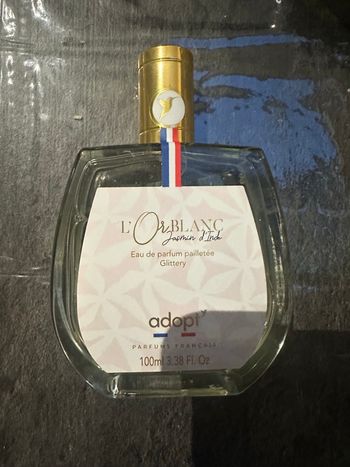 L'OR BLANC
Jasmin d'Inde
Eau de parfum pailletée
Glittery
adopt'
PARFUMS FRANÇAIS
100ml 3.38 Fl. Oz